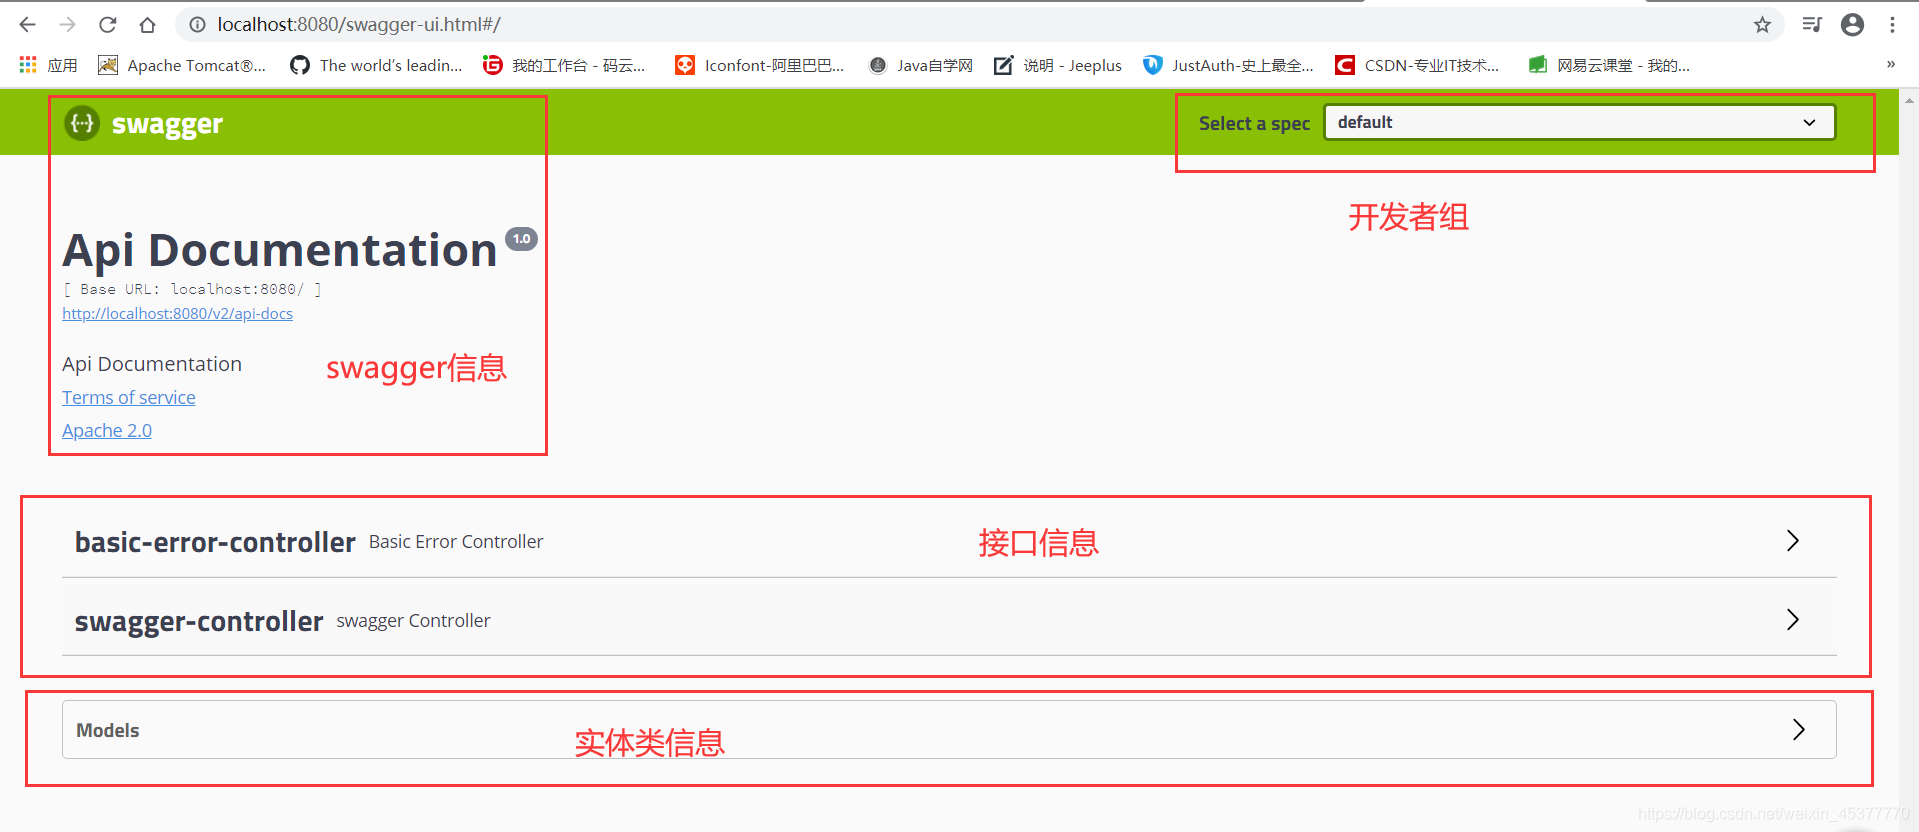 localhost:8080/swagger-ui.html#/
应用 Apache Tomcat®... The world's leadin... 我的工作台 - 码云... Iconfont-阿里巴巴... Java自学网 说明 - Jeeplus JustAuth-史上最全... CSDN-专业IT技术... 网易云课堂 - 我的... »
{···} swagger Select a spec default
开发者组
Api Documentation 1.0
[ Base URL: localhost:8080/ ]
http://localhost:8080/v2/api-docs
Api Documentation
swagger信息
Terms of service
Apache 2.0
basic-error-controller Basic Error Controller
接口信息
swagger-controller swagger Controller
Models
实体类信息
https://blog.csdn.net/weixin_45377770